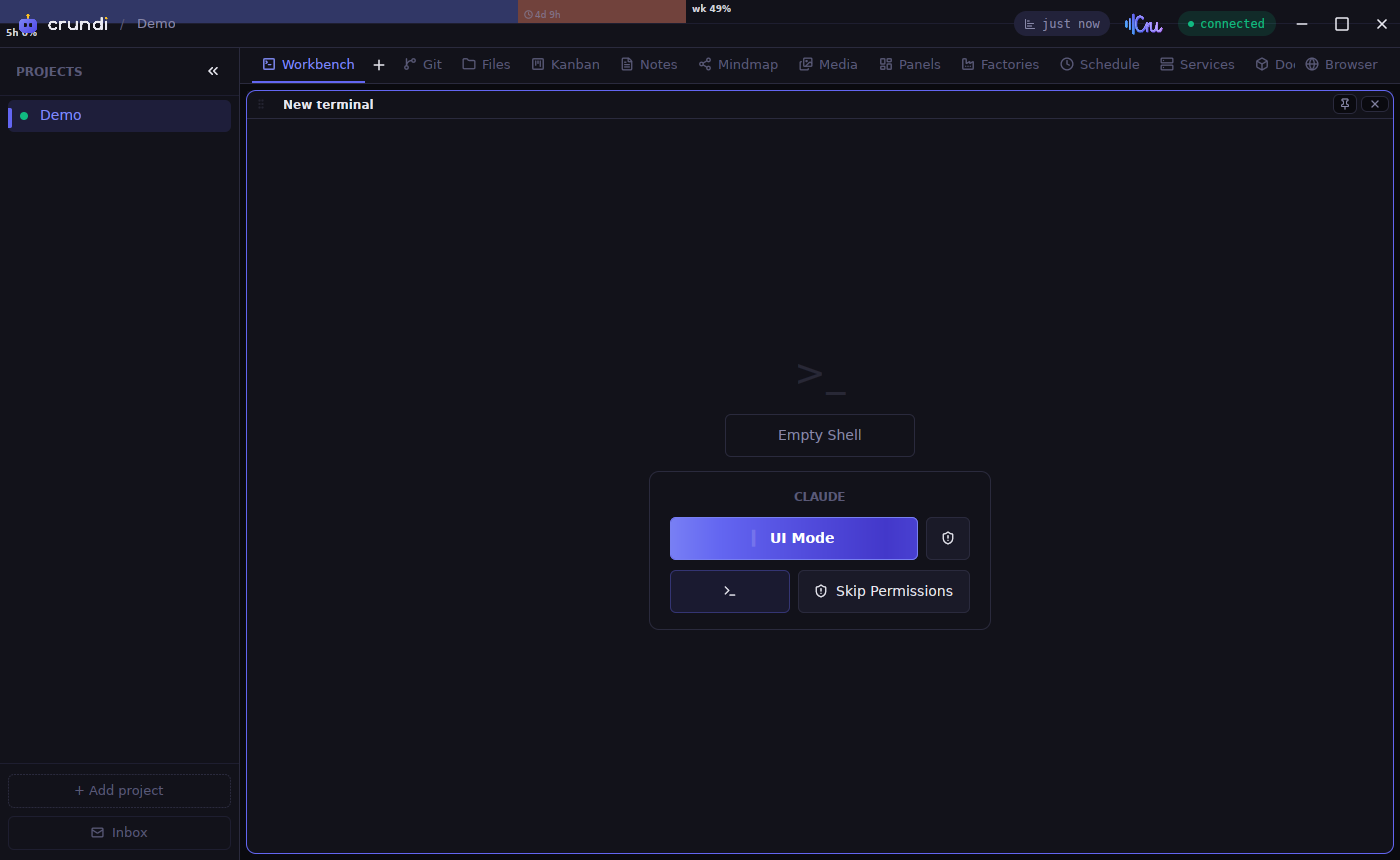 4d 9h
wk 49%
5h 0%
crundi / Demo
just now
Cru
connected
PROJECTS
Workbench
Git
Files
Kanban
Notes
Mindmap
Media
Panels
Factories
Schedule
Services
Doc
Browser
Demo
New terminal
>_
Empty Shell
CLAUDE
UI Mode
Skip Permissions
+ Add project
Inbox